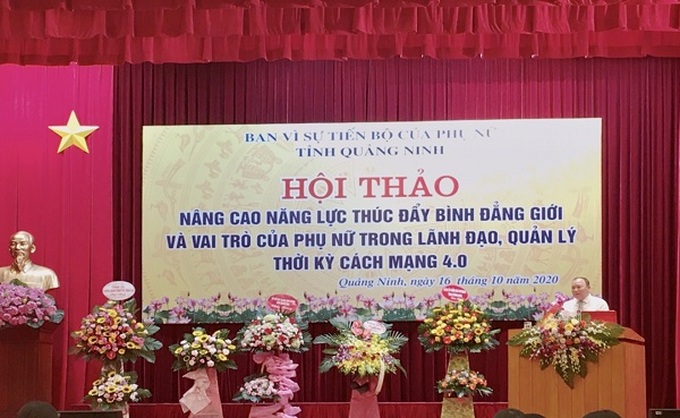 BAN VÌ SỰ TIẾN BỘ CỦA PHỤ NỮ
TỈNH QUẢNG NINH
HỘI THẢO
NÂNG CAO NĂNG LỰC THÚC ĐẨY BÌNH ĐẲNG GIỚI
VÀ VAI TRÒ CỦA PHỤ NỮ TRONG LÃNH ĐẠO, QUẢN LÝ
THỜI KỲ CÁCH MẠNG 4.0
Quảng Ninh, ngày 16 tháng 10 năm 2020